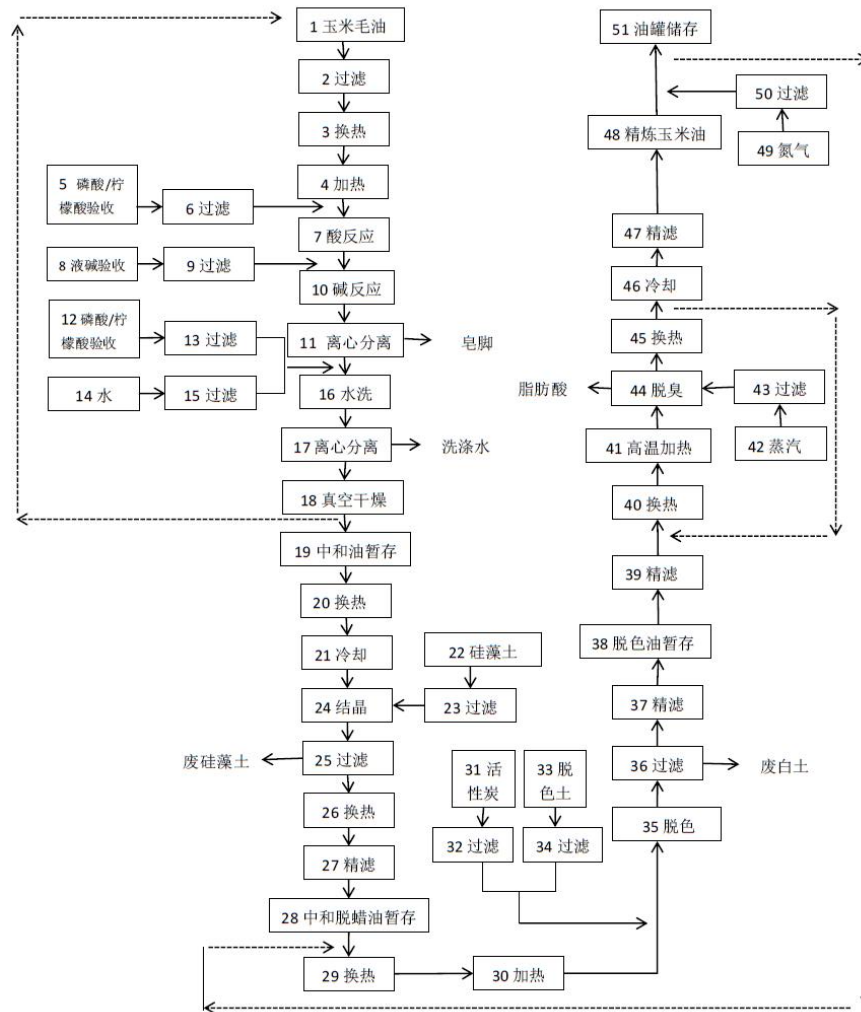 1 玉米毛油
2 过滤
3 换热
4 加热
5 磷酸/柠
檬酸验收
6 过滤
7 酸反应
8 液碱验收
9 过滤
10 碱反应
11 离心分离
皂脚
12 磷酸/柠
檬酸验收
13 过滤
14 水
15 过滤
16 水洗
17 离心分离
洗涤水
18 真空干燥
19 中和油暂存
20 换热
21 冷却
22 硅藻土
23 过滤
24 结晶
25 过滤
废硅藻土
26 换热
27 精滤
28 中和脱蜡油暂存
29 换热
30 加热
31 活
性炭
32 过滤
33 脱
色土
34 过滤
35 脱色
36 过滤
废白土
37 精滤
38 脱色油暂存
39 精滤
40 换热
41 高温加热
42 蒸汽
43 过滤
44 脱臭
脂肪酸
45 换热
46 冷却
47 精滤
48 精炼玉米油
49 氮气
50 过滤
51 油罐储存